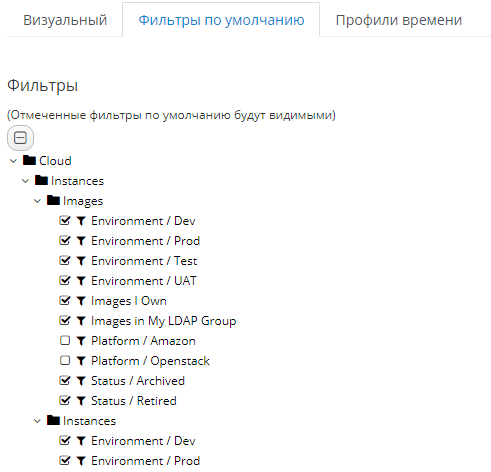 Визуальный Фильтры по умолчанию Профили времени
Фильтры
(Отмеченные фильтры по умолчанию будут видимыми)
Cloud
Instances
Images
Environment / Dev
Environment / Prod
Environment / Test
Environment / UAT
Images I Own
Images in My LDAP Group
Platform / Amazon
Platform / Openstack
Status / Archived
Status / Retired
Instances
Environment / Dev
Environment / Prod